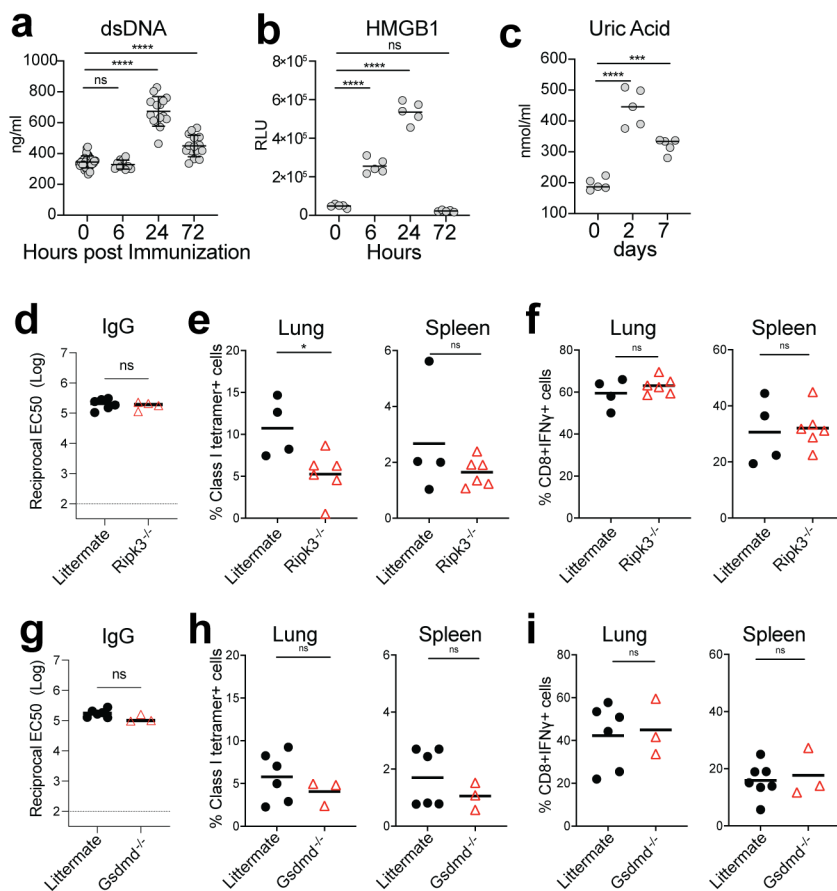 a
dsDNA
****
****
ns
1000
800
600
400
200
0
ng/ml
0 6 24 72
Hours post Immunization
b
HMGB1
ns
****
****
8×10⁵
6×10⁵
4×10⁵
2×10⁵
0
RLU
0 6 24 72
Hours
c
Uric Acid
***
****
600
500
400
300
200
100
nmol/ml
0 2 7
days
d
IgG
ns
7
6
5
4
3
2
Reciprocal EC50 (Log)
Littermate
Ripk3⁻/⁻
e
Lung
*
20
15
10
5
0
% Class I tetramer+ cells
Littermate
Ripk3⁻/⁻
Spleen
ns
6
4
2
0
Littermate
Ripk3⁻/⁻
f
Lung
ns
80
60
40
20
0
% CD8+IFNγ+ cells
Littermate
Ripk3⁻/⁻
Spleen
ns
60
40
20
0
Littermate
Ripk3⁻/⁻
g
IgG
ns
7
6
5
4
3
2
Reciprocal EC50 (Log)
Littermate
Gsdmd⁻/⁻
h
Lung
ns
20
15
10
5
0
% Class I tetramer+ cells
Littermate
Gsdmd⁻/⁻
Spleen
ns
6
4
2
0
Littermate
Gsdmd⁻/⁻
i
Lung
ns
80
60
40
20
0
% CD8+IFNγ+ cells
Littermate
Gsdmd⁻/⁻
Spleen
ns
60
40
20
0
Littermate
Gsdmd⁻/⁻